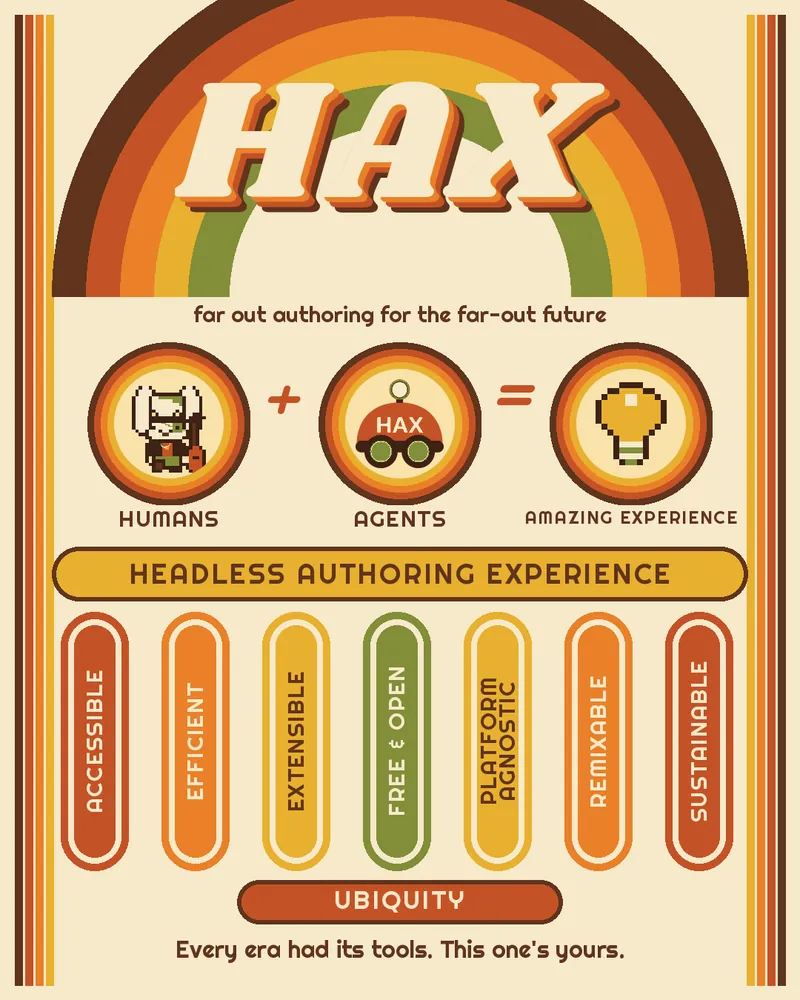 HAX
far out authoring for the far-out future
+
=
HAX
HUMANS
AGENTS
AMAZING EXPERIENCE
HEADLESS AUTHORING EXPERIENCE
ACCESSIBLE
EFFICIENT
EXTENSIBLE
FREE & OPEN
PLATFORM
AGNOSTIC
REMIXABLE
SUSTAINABLE
UBIQUITY
Every era had its tools. This one's yours.